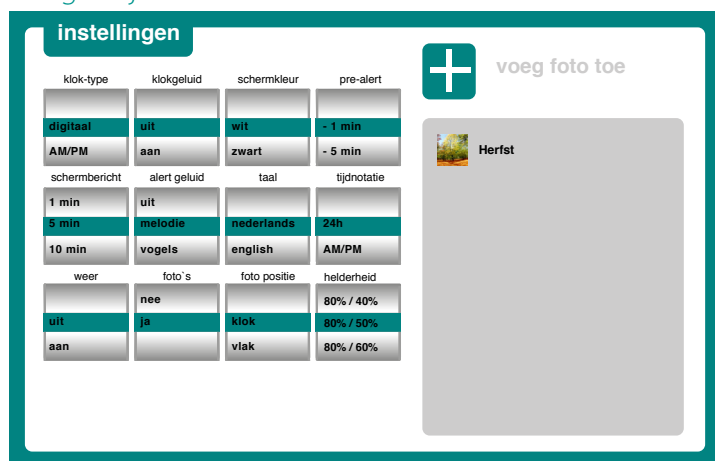 instellingen
voeg foto toe
klok-type klokgeluid schermkleur pre-alert
digitaal uit wit - 1 min
AM/PM aan zwart - 5 min
Herfst
schermbericht alert geluid taal tijdnotatie
1 min uit
5 min melodie nederlands 24h
10 min vogels english AM/PM
weer foto`s foto positie helderheid
nee 80% / 40%
uit ja klok 80% / 50%
aan vlak 80% / 60%